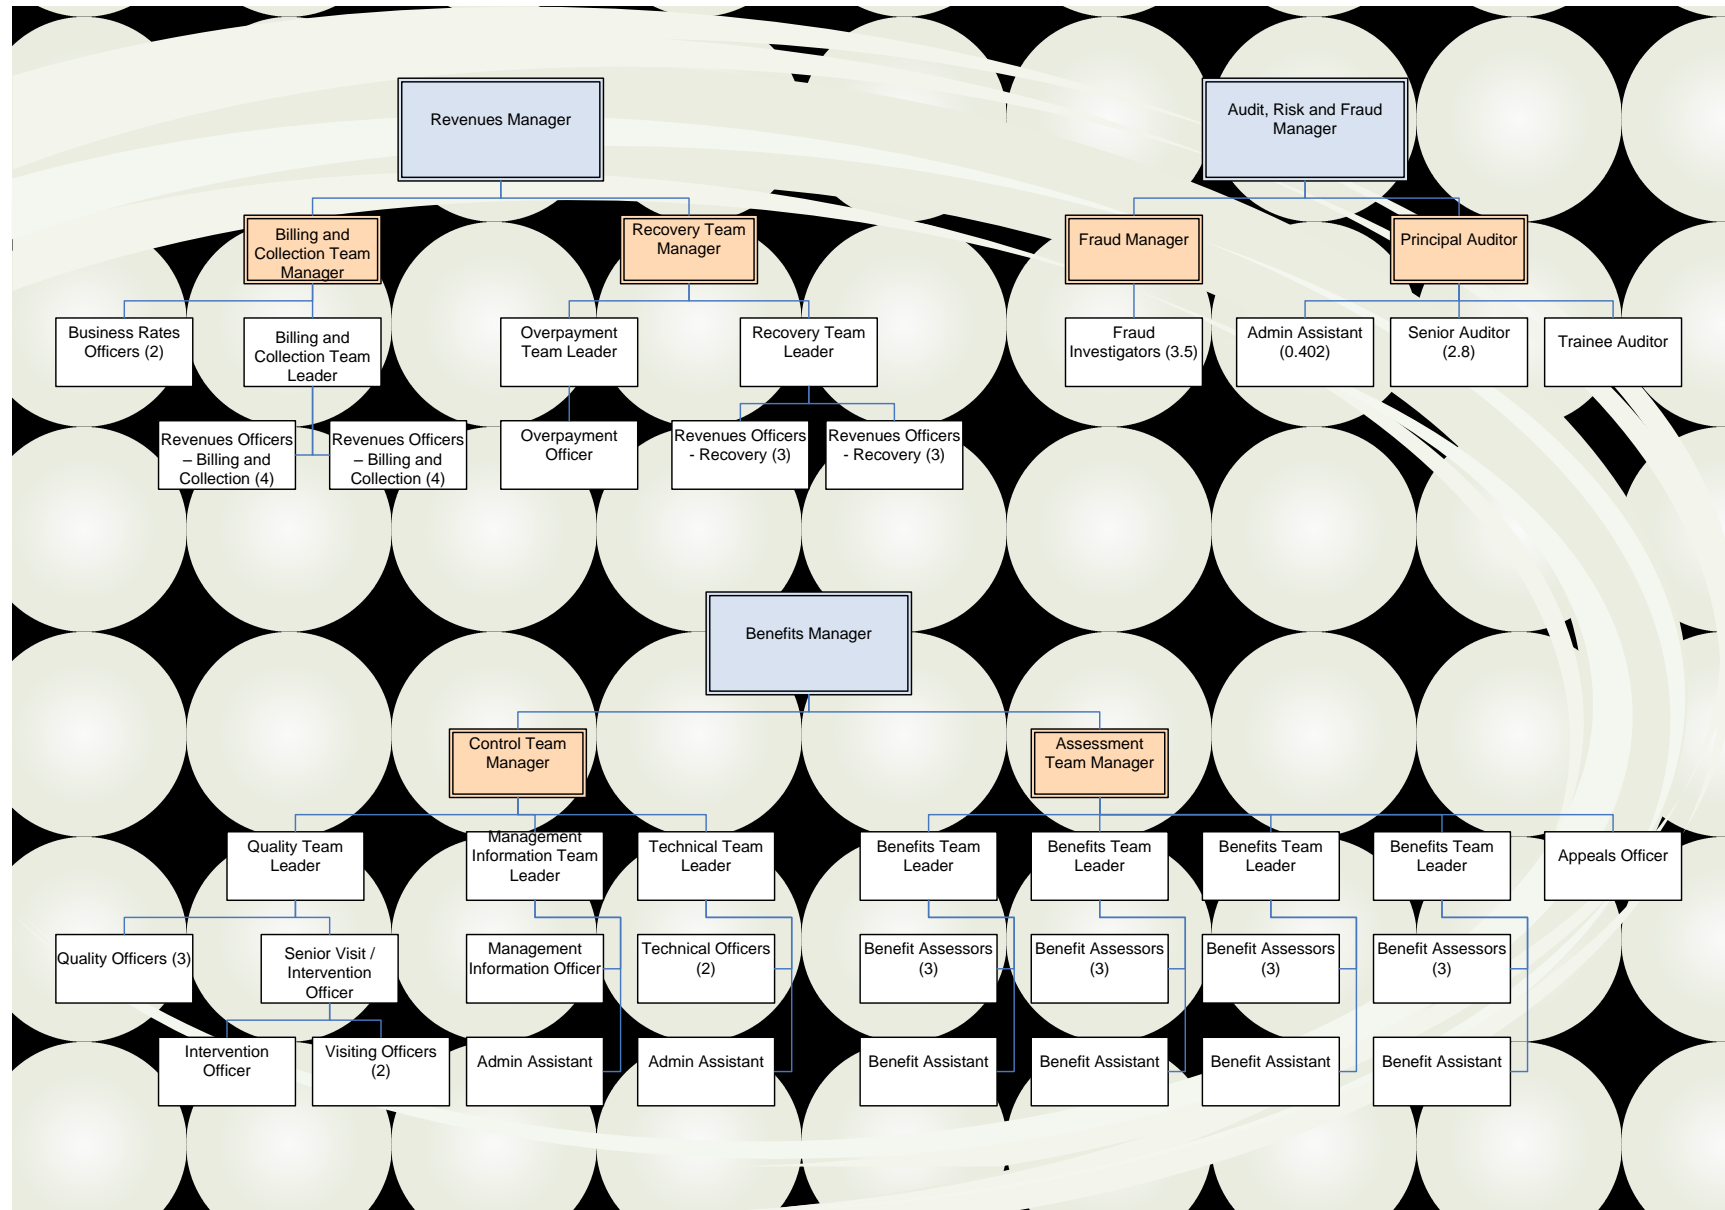 Revenues Manager
Audit, Risk and Fraud
Manager
Billing and
Collection Team
Manager
Recovery Team
Manager
Fraud Manager
Principal Auditor
Business Rates
Officers (2)
Billing and
Collection Team
Leader
Overpayment
Team Leader
Recovery Team
Leader
Fraud
Investigators (3.5)
Admin Assistant
(0.402)
Senior Auditor
(2.8)
Trainee Auditor
Revenues Officers
– Billing and
Collection (4)
Revenues Officers
– Billing and
Collection (4)
Overpayment
Officer
Revenues Officers
- Recovery (3)
Revenues Officers
- Recovery (3)
Benefits Manager
Control Team
Manager
Assessment
Team Manager
Quality Team
Leader
Management
Information Team
Leader
Technical Team
Leader
Benefits Team
Leader
Benefits Team
Leader
Benefits Team
Leader
Benefits Team
Leader
Appeals Officer
Quality Officers (3)
Senior Visit /
Intervention
Officer
Management
Information Officer
Technical Officers
(2)
Benefit Assessors
(3)
Benefit Assessors
(3)
Benefit Assessors
(3)
Benefit Assessors
(3)
Intervention
Officer
Visiting Officers
(2)
Admin Assistant
Admin Assistant
Benefit Assistant
Benefit Assistant
Benefit Assistant
Benefit Assistant